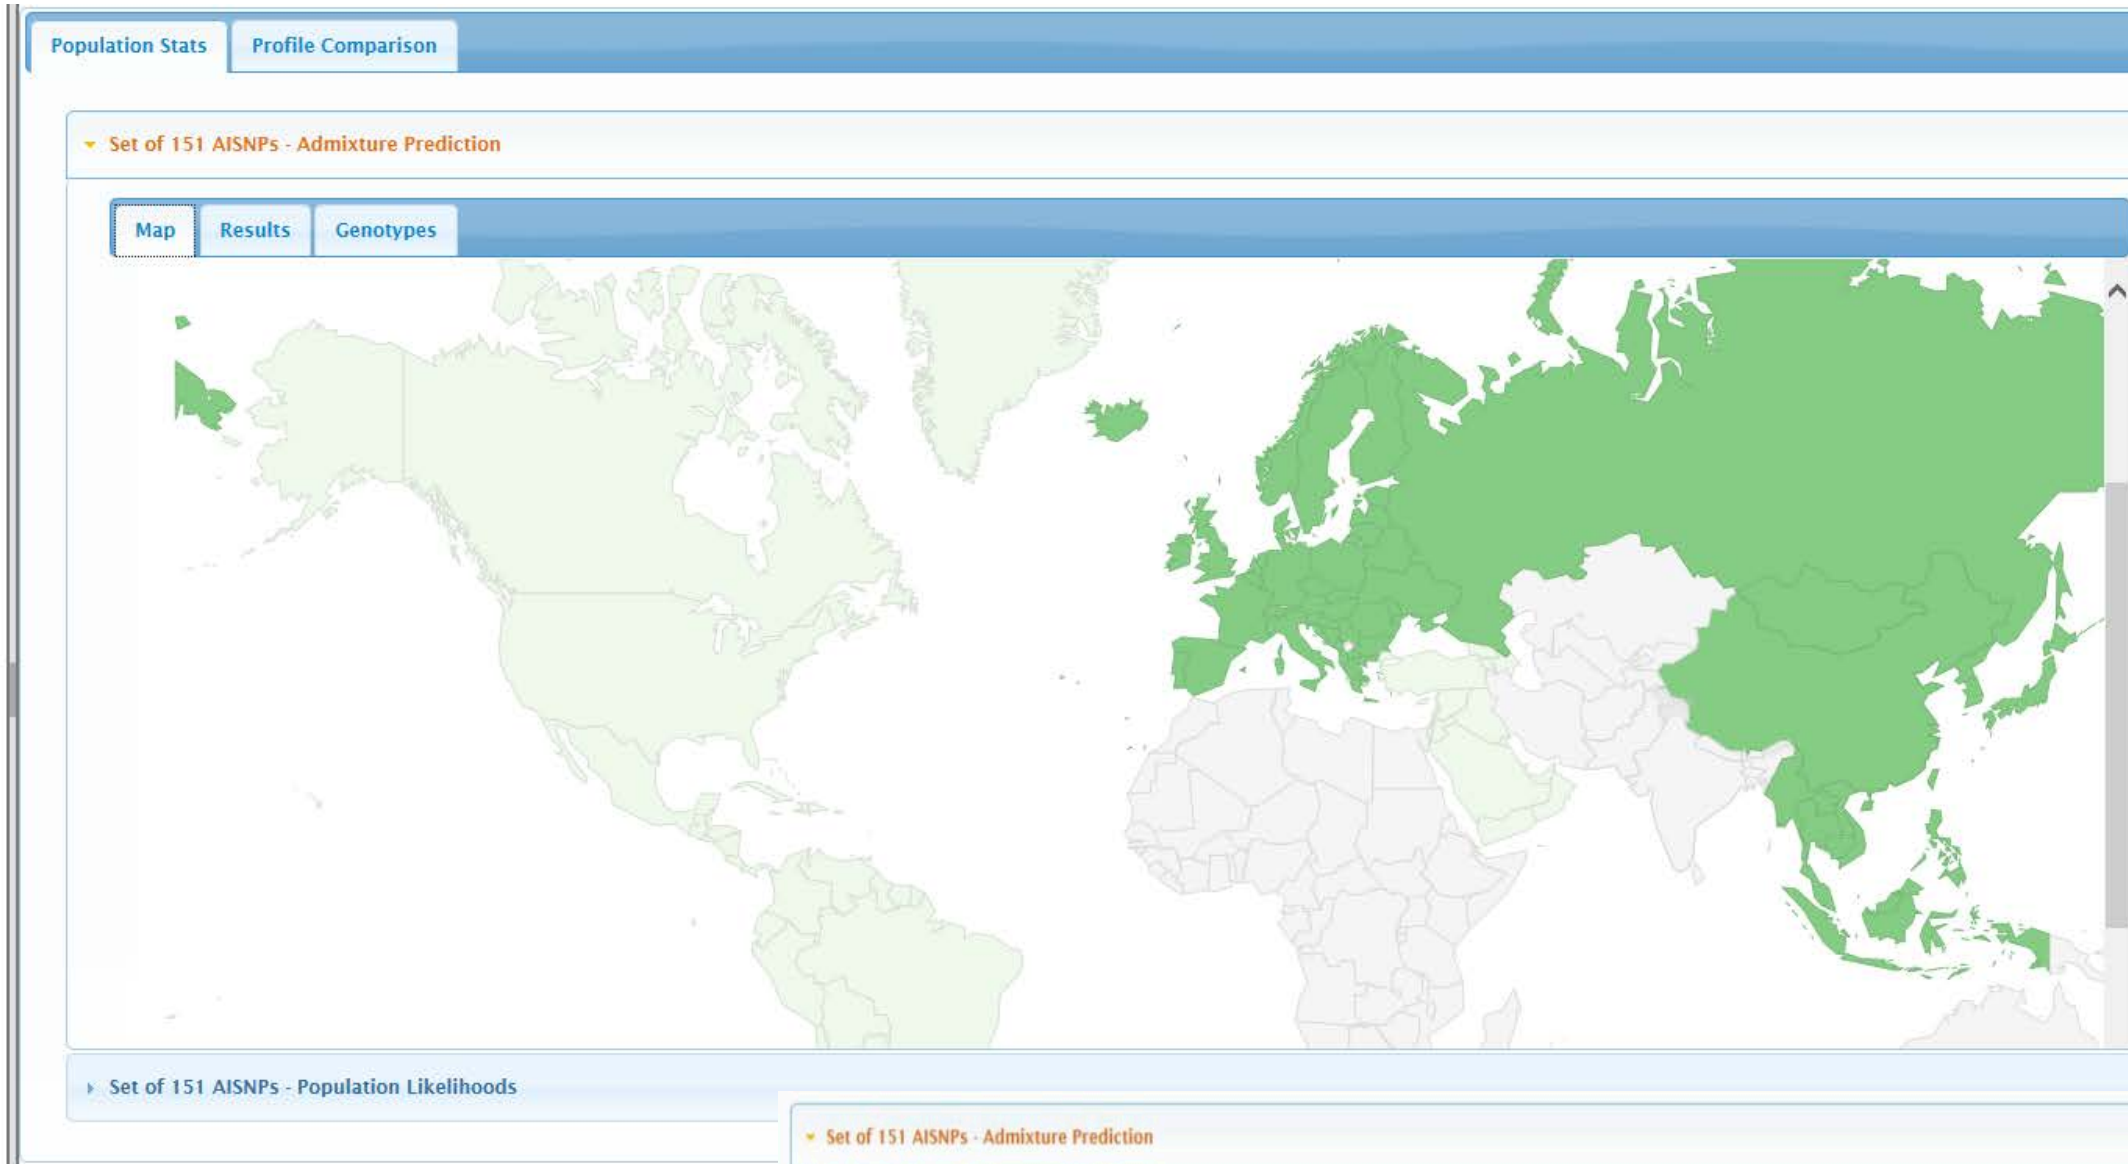 Population Stats Profile Comparison
Set of 151 AISNPs - Admixture Prediction
Map Results Genotypes
Set of 151 AISNPs - Population Likelihoods
Set of 151 AISNPs - Admixture Prediction